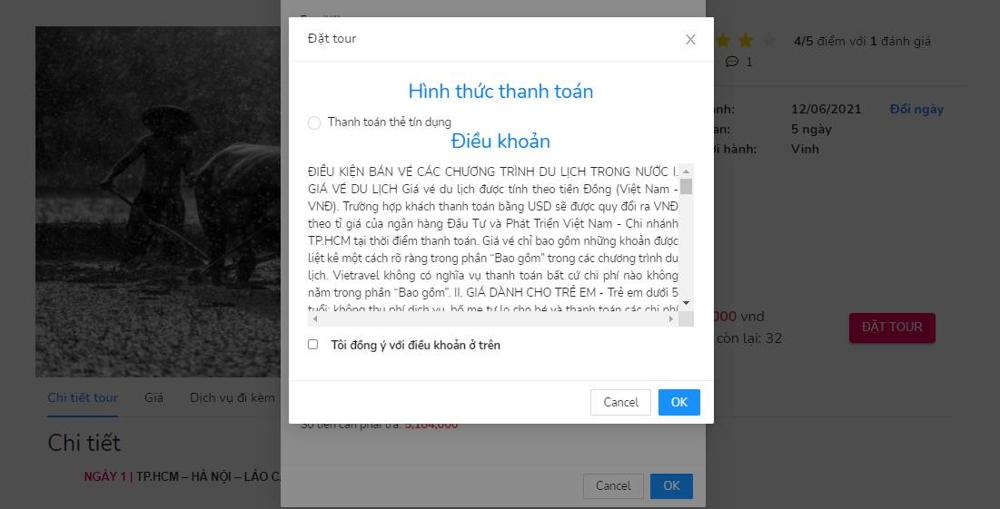 Đặt tour
4/5 điểm với 1 đánh giá
1
Hình thức thanh toán
Thanh toán thẻ tín dụng
Điều khoản
12/06/2021 Đổi ngày
5 ngày
Vinh
ĐIỀU KIỆN BÁN VÉ CÁC CHƯƠNG TRÌNH DU LỊCH TRONG NƯỚC I.
GIÁ VÉ DU LỊCH Giá vé du lịch được tính theo tiền Đồng (Việt Nam -
VNĐ). Trường hợp khách thanh toán bằng USD sẽ được quy đổi ra VNĐ
theo tỉ giá của ngân hàng Đầu Tư và Phát Triển Việt Nam - Chi nhánh
TP.HCM tại thời điểm thanh toán. Giá vé chỉ bao gồm những khoản được
liệt kê một cách rõ ràng trong phần “Bao gồm” trong các chương trình du
lịch. Vietravel không có nghĩa vụ thanh toán bất cứ chi phí nào không
nằm trong phần “Bao gồm”. II. GIÁ DÀNH CHO TRẺ EM - Trẻ em dưới 5
tuổi: không thu phí dịch vụ, bố mẹ tự lo cho bé và thanh toán các chi phí
Tôi đồng ý với điều khoản ở trên
Cancel OK
000 vnd
còn lại: 32
ĐẶT TOUR
Chi tiết tour Giá Dịch vụ đi kèm
Số tiền cần phải trả: 5,184,000
Chi tiết
NGÀY 1 | TP.HCM – HÀ NỘI – LÀO C
Cancel OK